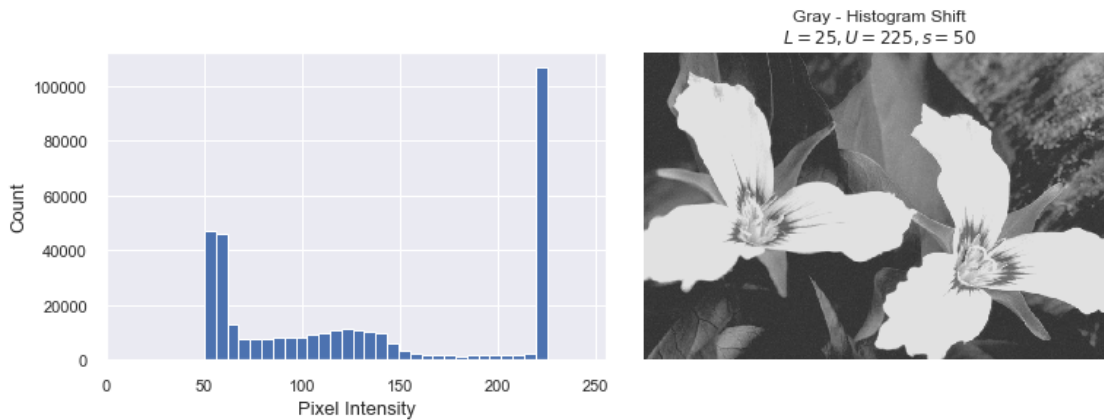 Gray - Histogram Shift
L = 25, U = 225, s = 50
100000
80000
60000
40000
20000
0
Count
0 50 100 150 200 250
Pixel Intensity